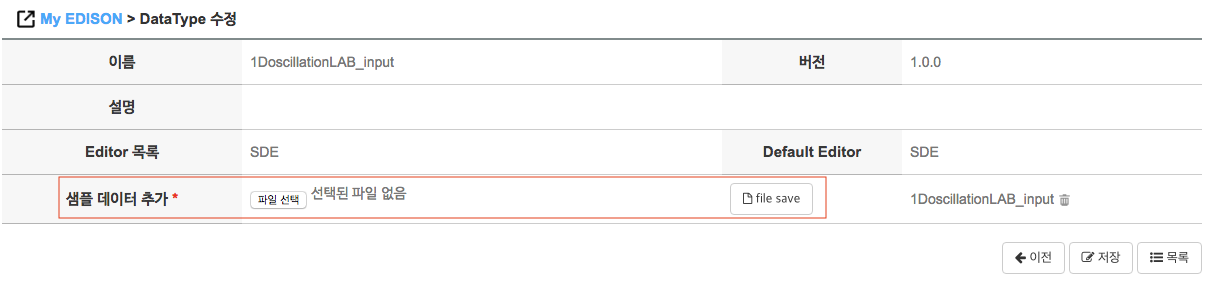 My EDISON > DataType 수정
이름 1DoscillationLAB_input 버전 1.0.0
설명
Editor 목록 SDE Default Editor SDE
샘플 데이터 추가 * 파일 선택 선택된 파일 없음 file save 1DoscillationLAB_input
이전 저장 목록